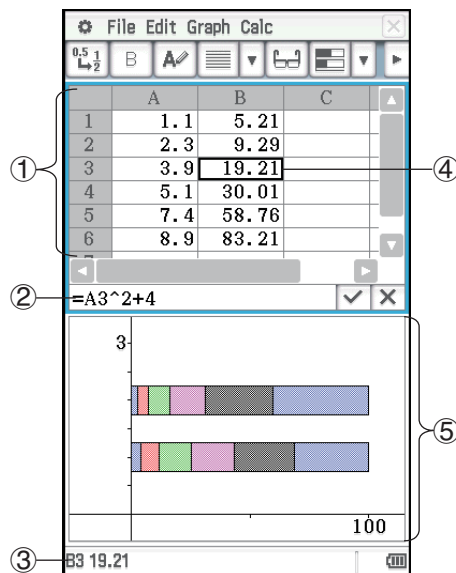 File Edit Graph Calc
0.5 1 2 B A
A B C
① 1 1.1 5.21
2 2.3 9.29
3 3.9 19.21 ④
4 5.1 30.01
5 7.4 58.76
6 8.9 83.21
② =A3^2+4
3
⑤
100
③ B3 19.21